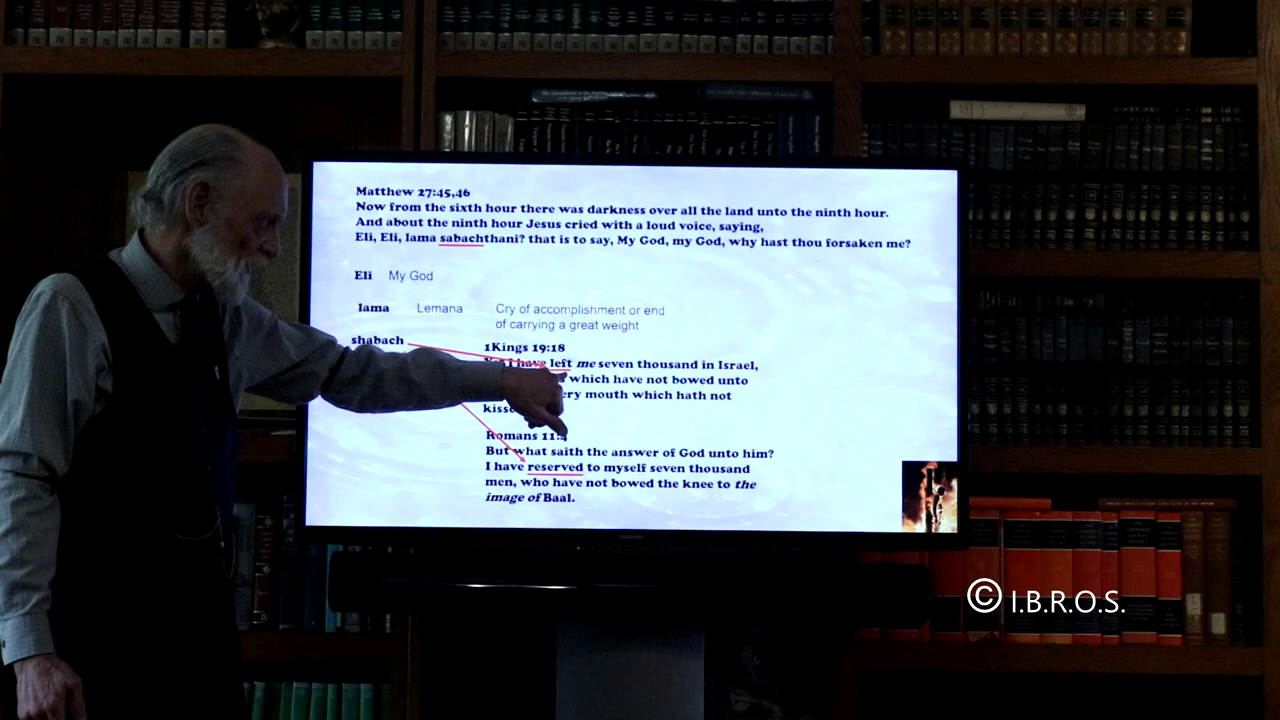 Matthew 27:45,46
Now from the sixth hour there was darkness over all the land unto the ninth hour.
And about the ninth hour Jesus cried with a loud voice, saying,
Eli, Eli, lama sabachthani? that is to say, My God, my God, why hast thou forsaken me?
Eli My God
lama Lemana Cry of accomplishment or end
of carrying a great weight
shabach
1Kings 19:18
I have left me seven thousand in Israel,
which have not bowed unto
mouth which hath not
Romans 11:4
But what saith the answer of God unto him?
I have reserved to myself seven thousand
men, who have not bowed the knee to the
image of Baal.
© I.B.R.O.S.